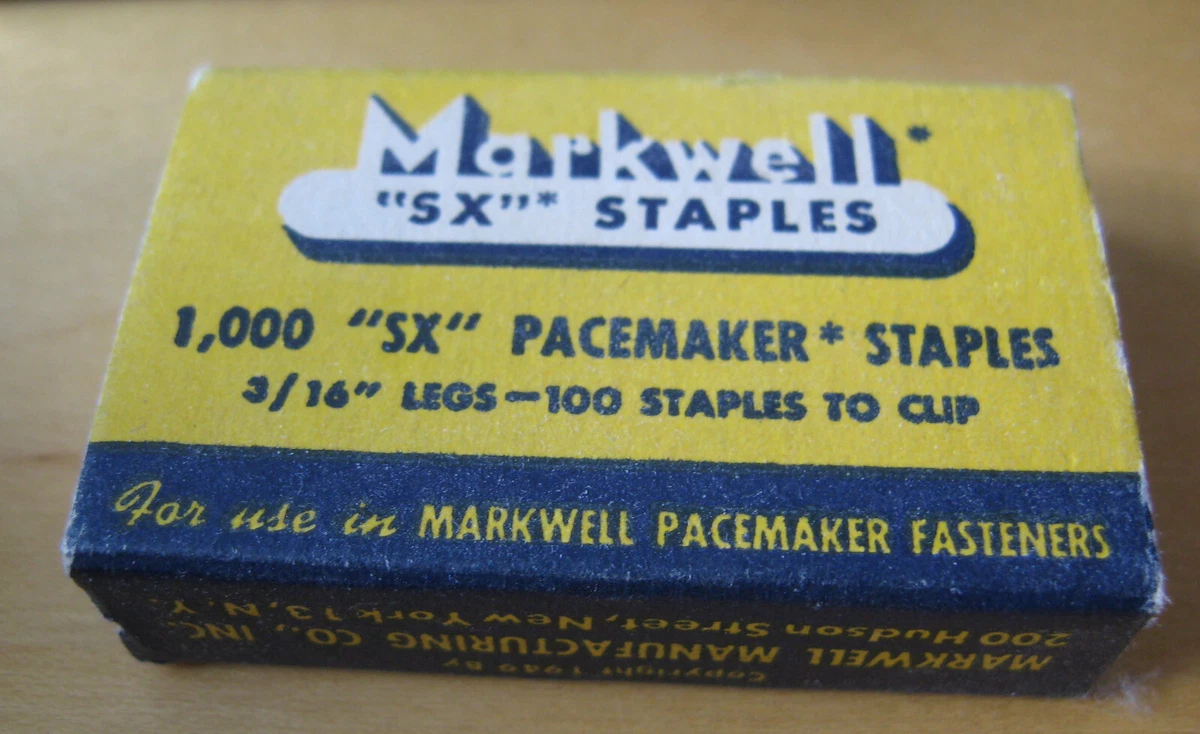 Markwell*
"SX"* STAPLES
1,000 "SX" PACEMAKER* STAPLES
3/16" LEGS—100 STAPLES TO CLIP
For use in MARKWELL PACEMAKER FASTENERS
Copyright 1949 By
MARKWELL MANUFACTURING CO., INC.
200 Hudson Street, New York 13, N.Y.